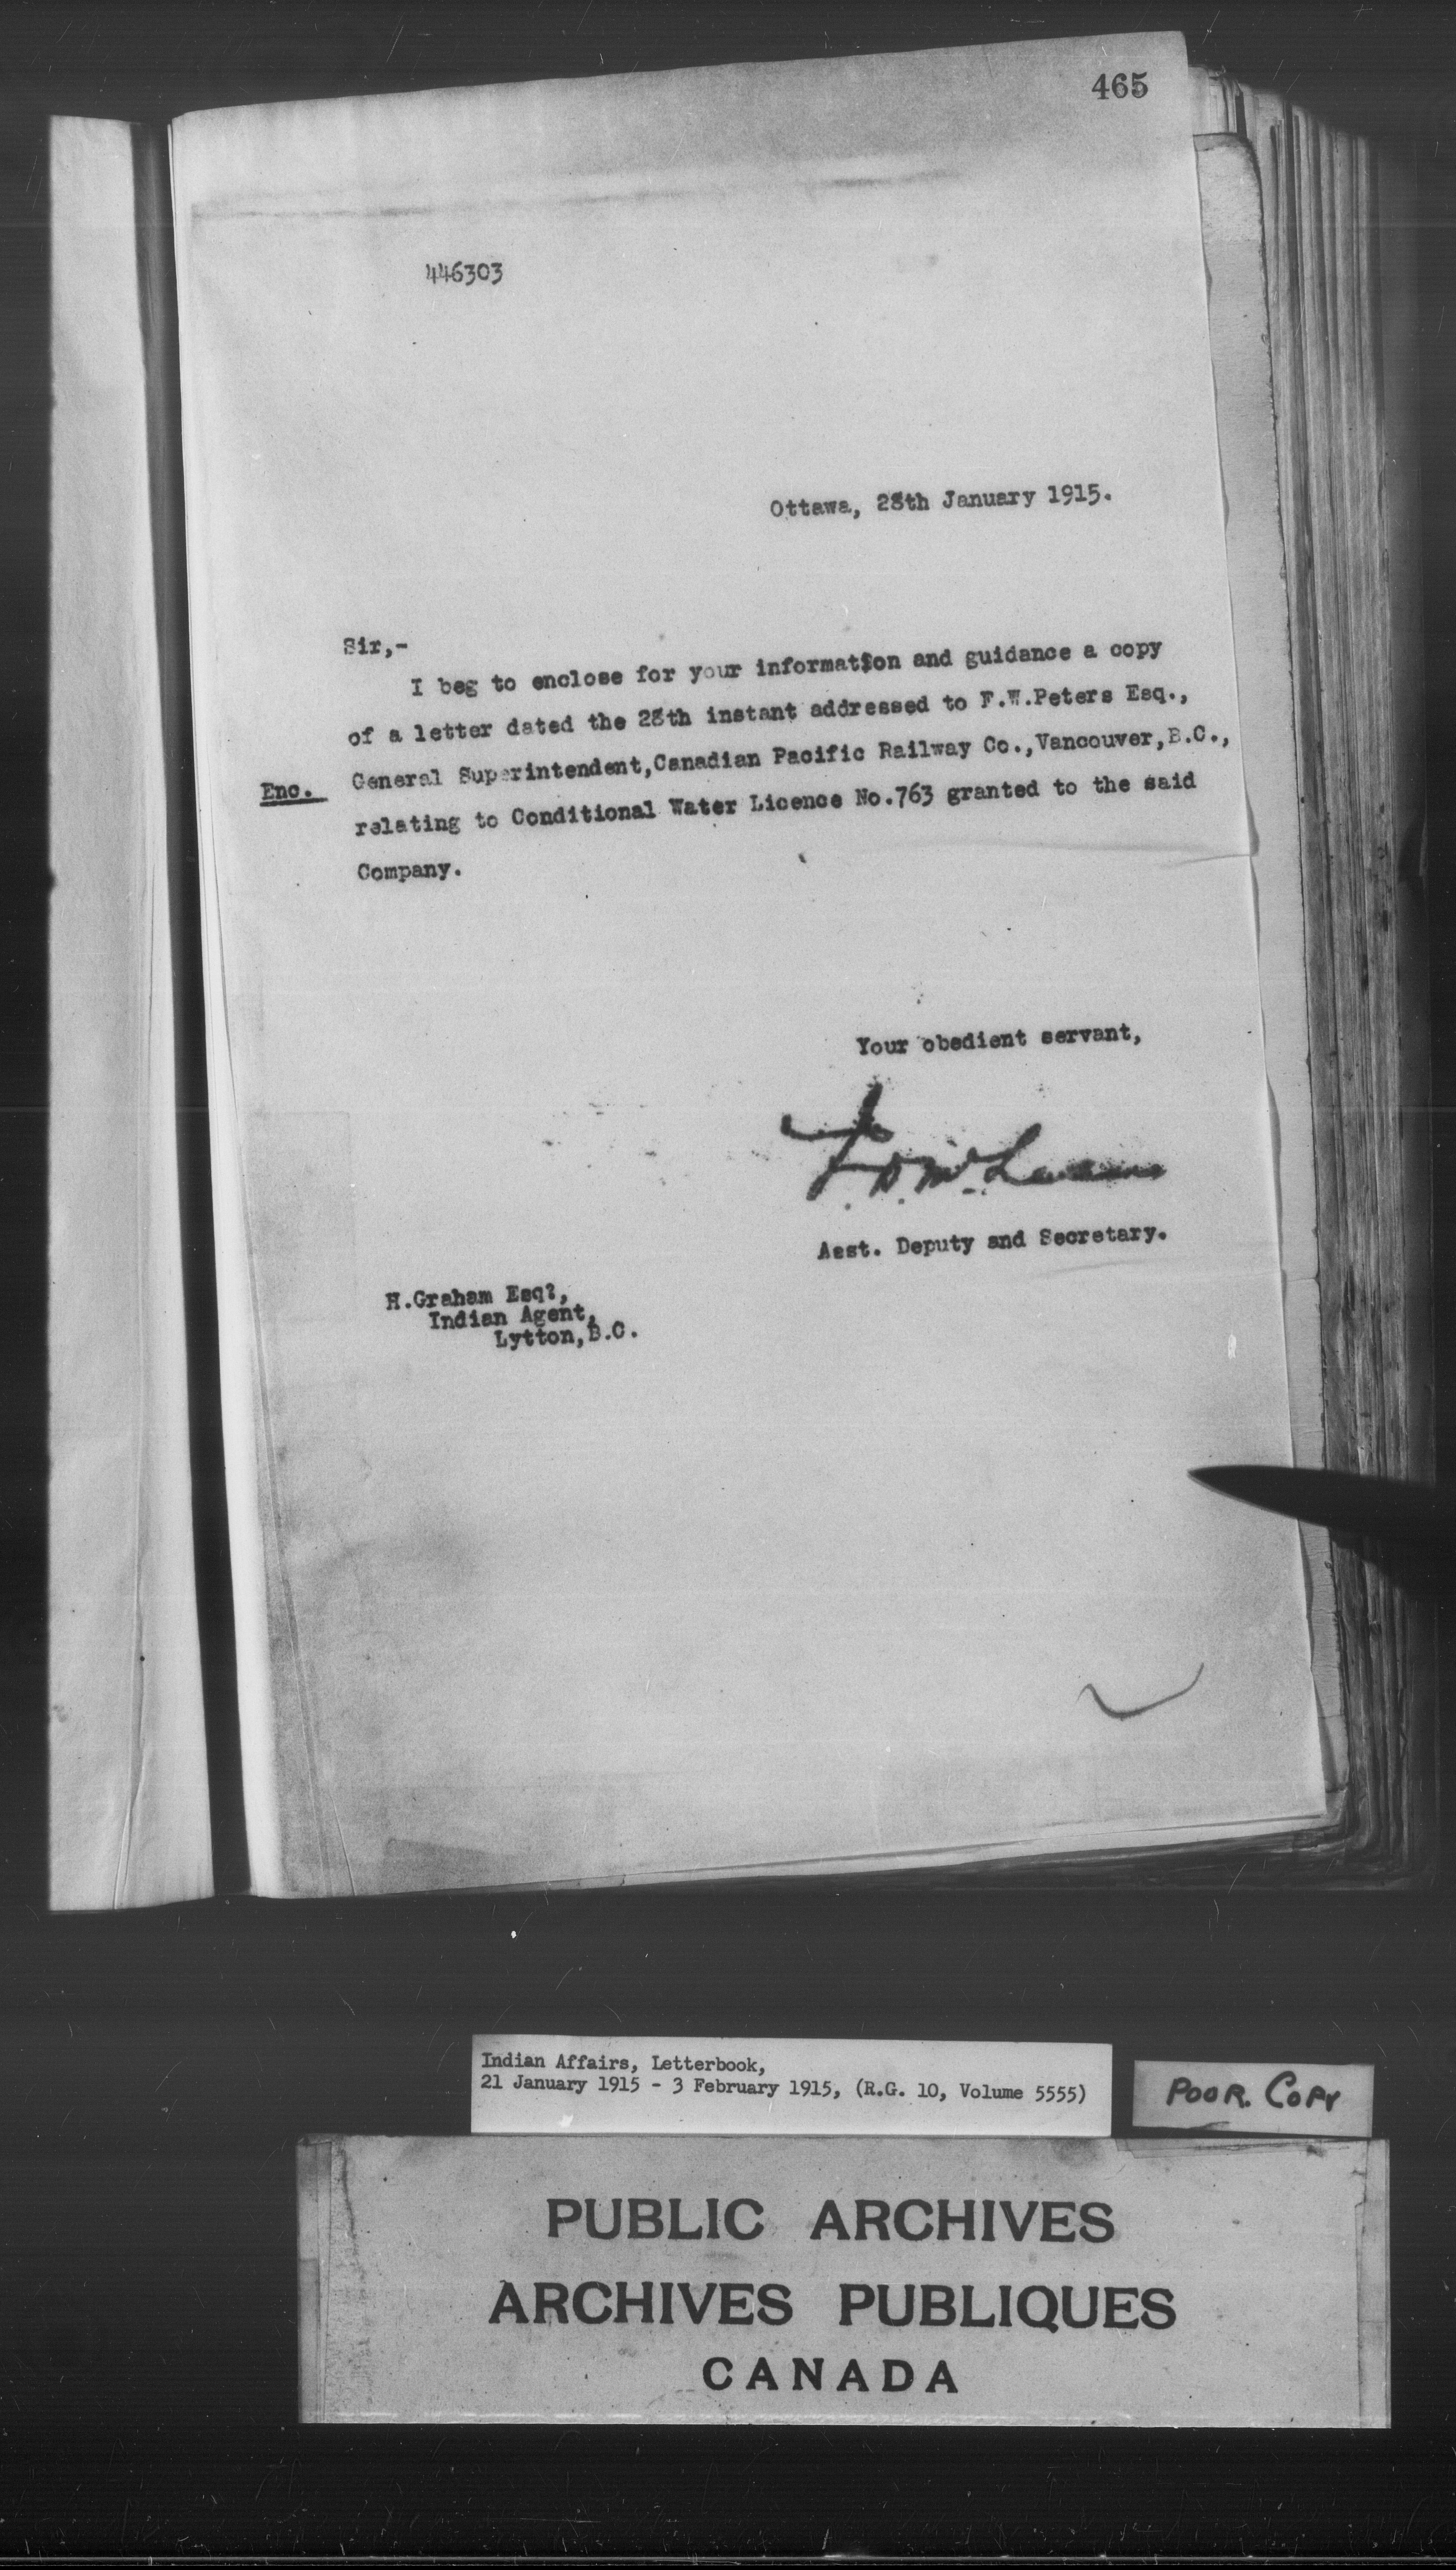 465
446303
Ottawa, 28th January 1915.
Sir,-
I beg to enclose for your information and guidance a copy
of a letter dated the 28th instant addressed to F.W.Peters Esq.,
General Superintendent,Canadian Pacific Railway Co.,Vancouver,B.C.,
Enc.
relating to Conditional Water Licence No.763 granted to the said
Company.
Your obedient servant,
J. D. McLean
Asst. Deputy and Secretary.
H.Graham Esq?,
Indian Agent,
Lytton,B.C.
Indian Affairs, Letterbook,
21 January 1915 - 3 February 1915, (R.G. 10, Volume 5555)
POOR. COPY
PUBLIC ARCHIVES
ARCHIVES PUBLIQUES
CANADA